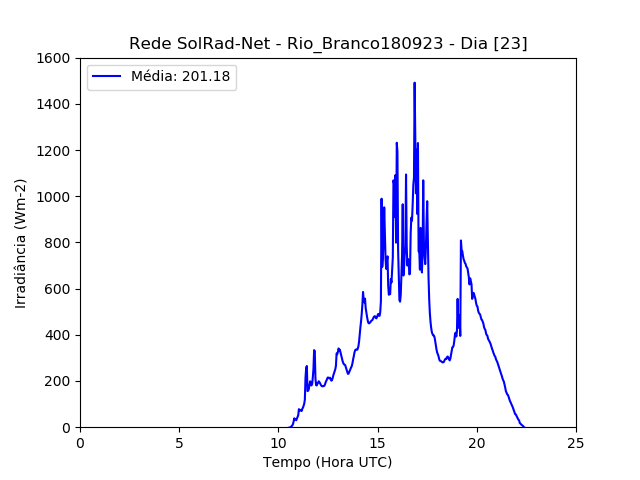 Rede SolRad-Net - Rio_Branco180923 - Dia [23]
Média: 201.18
Irradiância (Wm-2)
1600
1400
1200
1000
800
600
400
200
0
0 5 10 15 20 25
Tempo (Hora UTC)